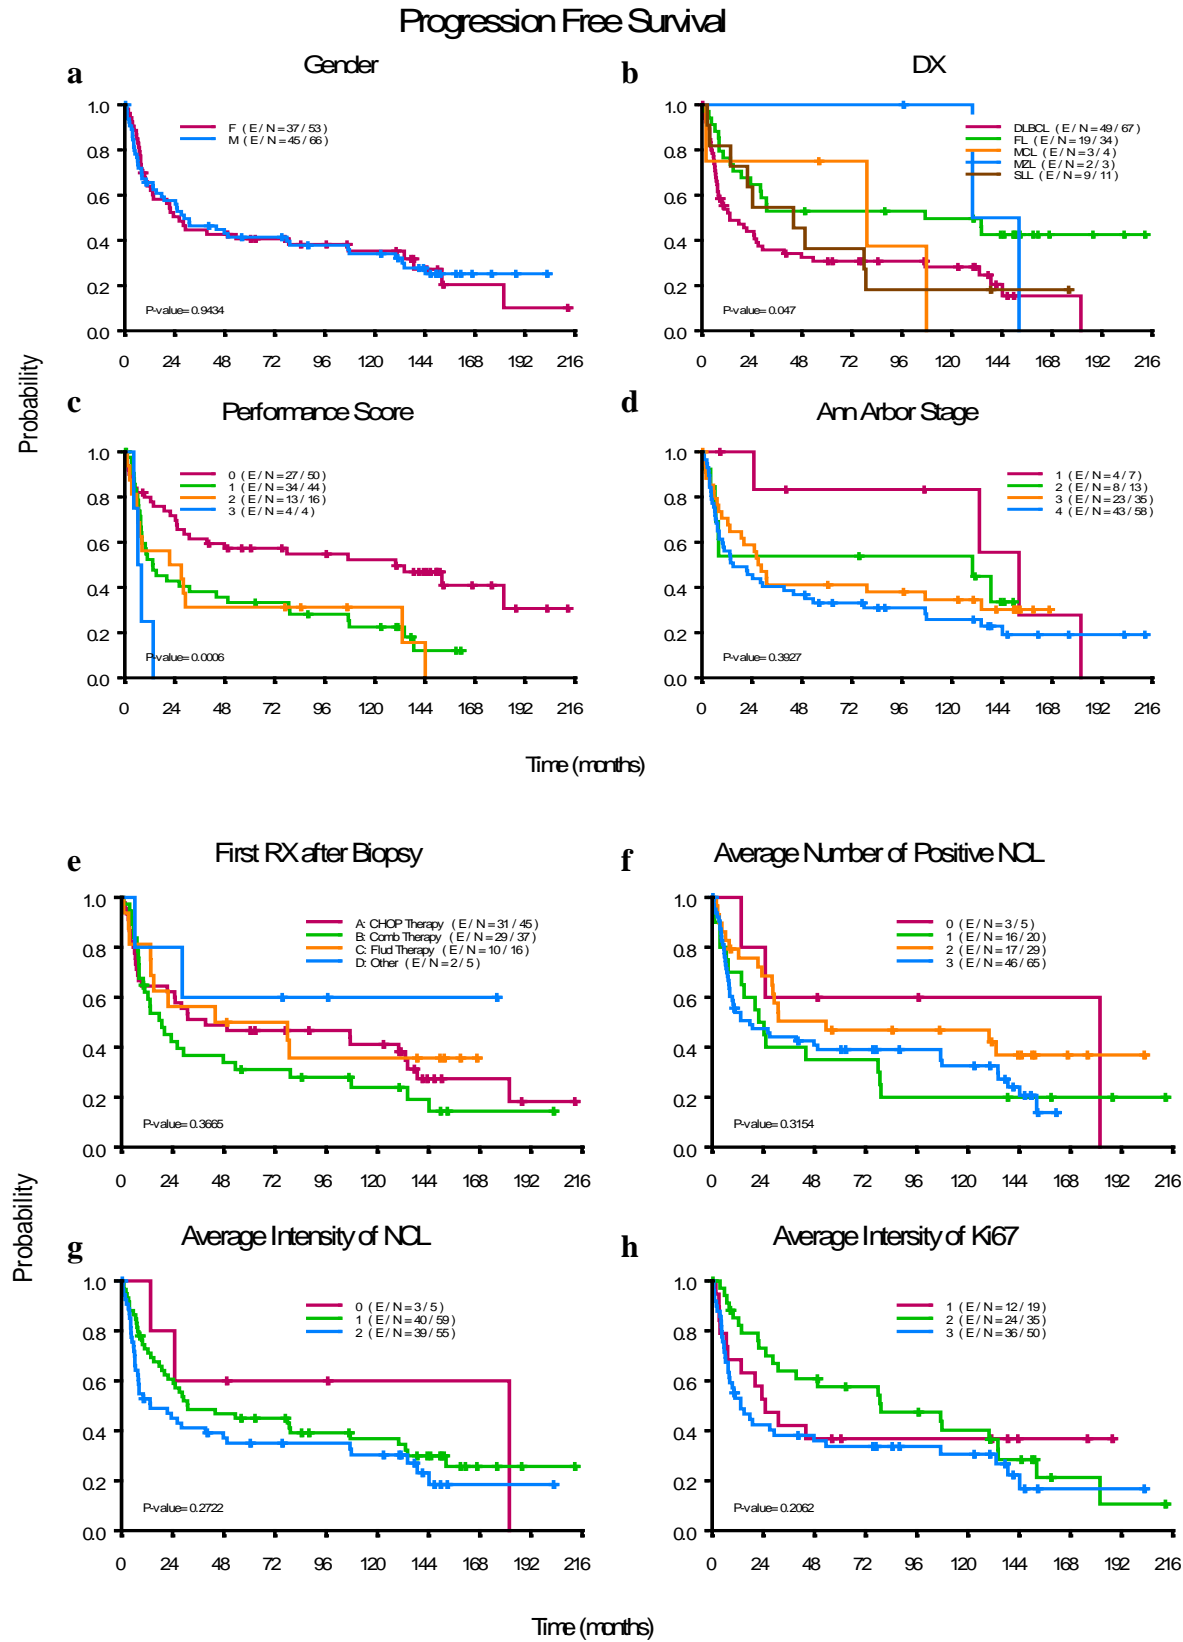 Progression Free Survival
a
Gender
1.0
0.8
0.6
0.4
0.2
0.0
F ( E / N = 37 / 53 )
M ( E / N = 45 / 66 )
P-value= 0.9434
0 24 48 72 96 120 144 168 192 216
b
DX
1.0
0.8
0.6
0.4
0.2
0.0
DLBCL ( E / N = 49 / 67 )
FL ( E / N = 19 / 34 )
MCL ( E / N = 3 / 4 )
MZL ( E / N = 2 / 3 )
SLL ( E / N = 9 / 11 )
P-value= 0.047
0 24 48 72 96 120 144 168 192 216
Probability
c
Performance Score
1.0
0.8
0.6
0.4
0.2
0.0
0 ( E / N = 27 / 50 )
1 ( E / N = 34 / 44 )
2 ( E / N = 13 / 16 )
3 ( E / N = 4 / 4 )
P-value= 0.0006
0 24 48 72 96 120 144 168 192 216
d
Ann Arbor Stage
1.0
0.8
0.6
0.4
0.2
0.0
1 ( E / N = 4 / 7 )
2 ( E / N = 8 / 13 )
3 ( E / N = 23 / 35 )
4 ( E / N = 43 / 58 )
P-value= 0.3927
0 24 48 72 96 120 144 168 192 216
Time (months)
e
First RX after Biopsy
1.0
0.8
0.6
0.4
0.2
0.0
A: CHOP Therapy ( E / N = 31 / 45 )
B: Comb Therapy ( E / N = 29 / 37 )
C: Flud Therapy ( E / N = 10 / 16 )
D: Other ( E / N = 2 / 5 )
P-value= 0.3665
0 24 48 72 96 120 144 168 192 216
f
Average Number of Positive NCL
1.0
0.8
0.6
0.4
0.2
0.0
0 ( E / N = 3 / 5 )
1 ( E / N = 16 / 20 )
2 ( E / N = 17 / 29 )
3 ( E / N = 46 / 65 )
P-value= 0.3154
0 24 48 72 96 120 144 168 192 216
Probability
g
Average Intensity of NCL
1.0
0.8
0.6
0.4
0.2
0.0
0 ( E / N = 3 / 5 )
1 ( E / N = 40 / 59 )
2 ( E / N = 39 / 55 )
P-value= 0.2722
0 24 48 72 96 120 144 168 192 216
h
Average Intersity of Ki67
1.0
0.8
0.6
0.4
0.2
0.0
1 ( E / N = 12 / 19 )
2 ( E / N = 24 / 35 )
3 ( E / N = 36 / 50 )
P-value= 0.2062
0 24 48 72 96 120 144 168 192 216
Time (months)